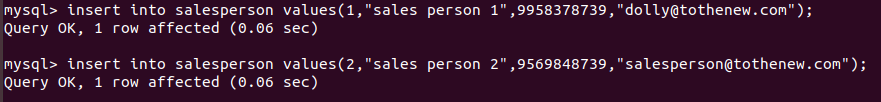 mysql> insert into salesperson values(1,"sales person 1",9958378739,"dolly@tothenew.com");
Query OK, 1 row affected (0.06 sec)
mysql> insert into salesperson values(2,"sales person 2",9569848739,"salesperson@tothenew.com");
Query OK, 1 row affected (0.06 sec)